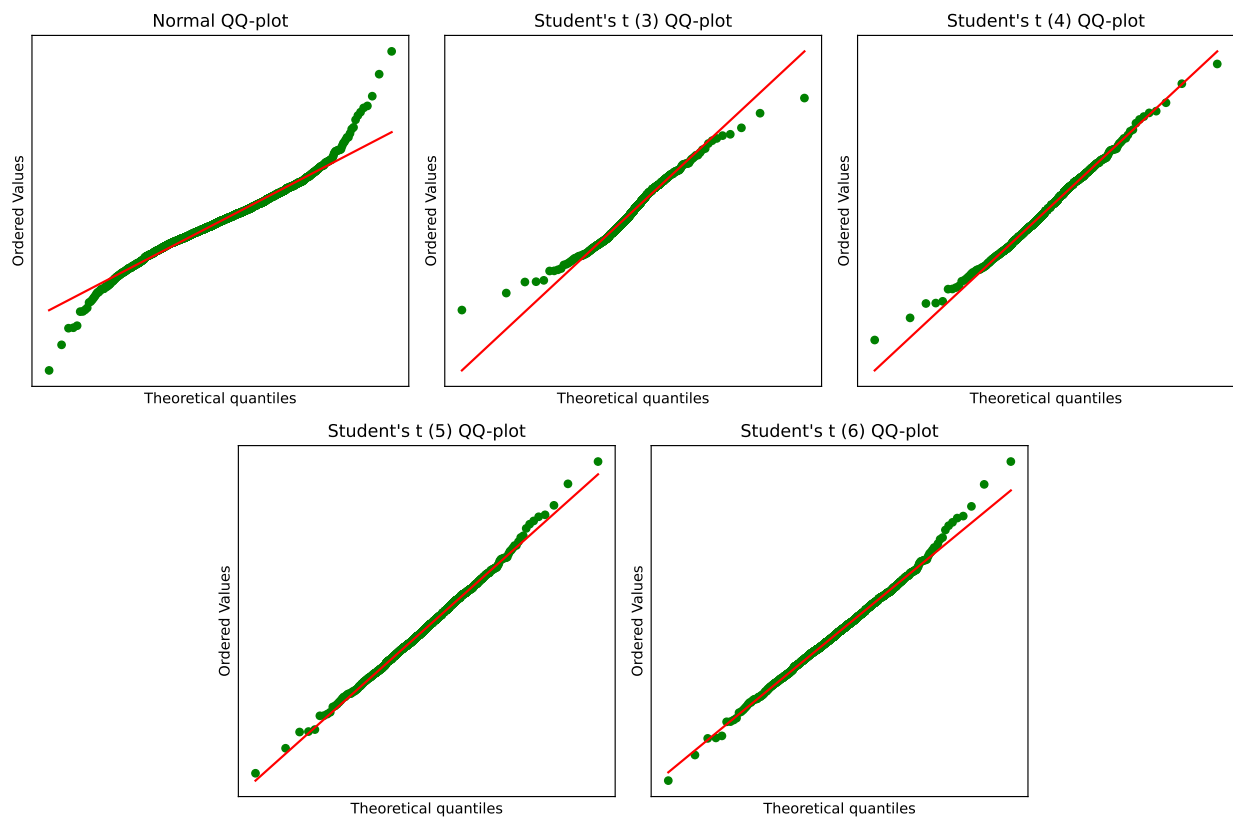 Normal QQ-plot
Ordered Values
Theoretical quantiles
Student's t (3) QQ-plot
Ordered Values
Theoretical quantiles
Student's t (4) QQ-plot
Ordered Values
Theoretical quantiles
Student's t (5) QQ-plot
Ordered Values
Theoretical quantiles
Student's t (6) QQ-plot
Ordered Values
Theoretical quantiles